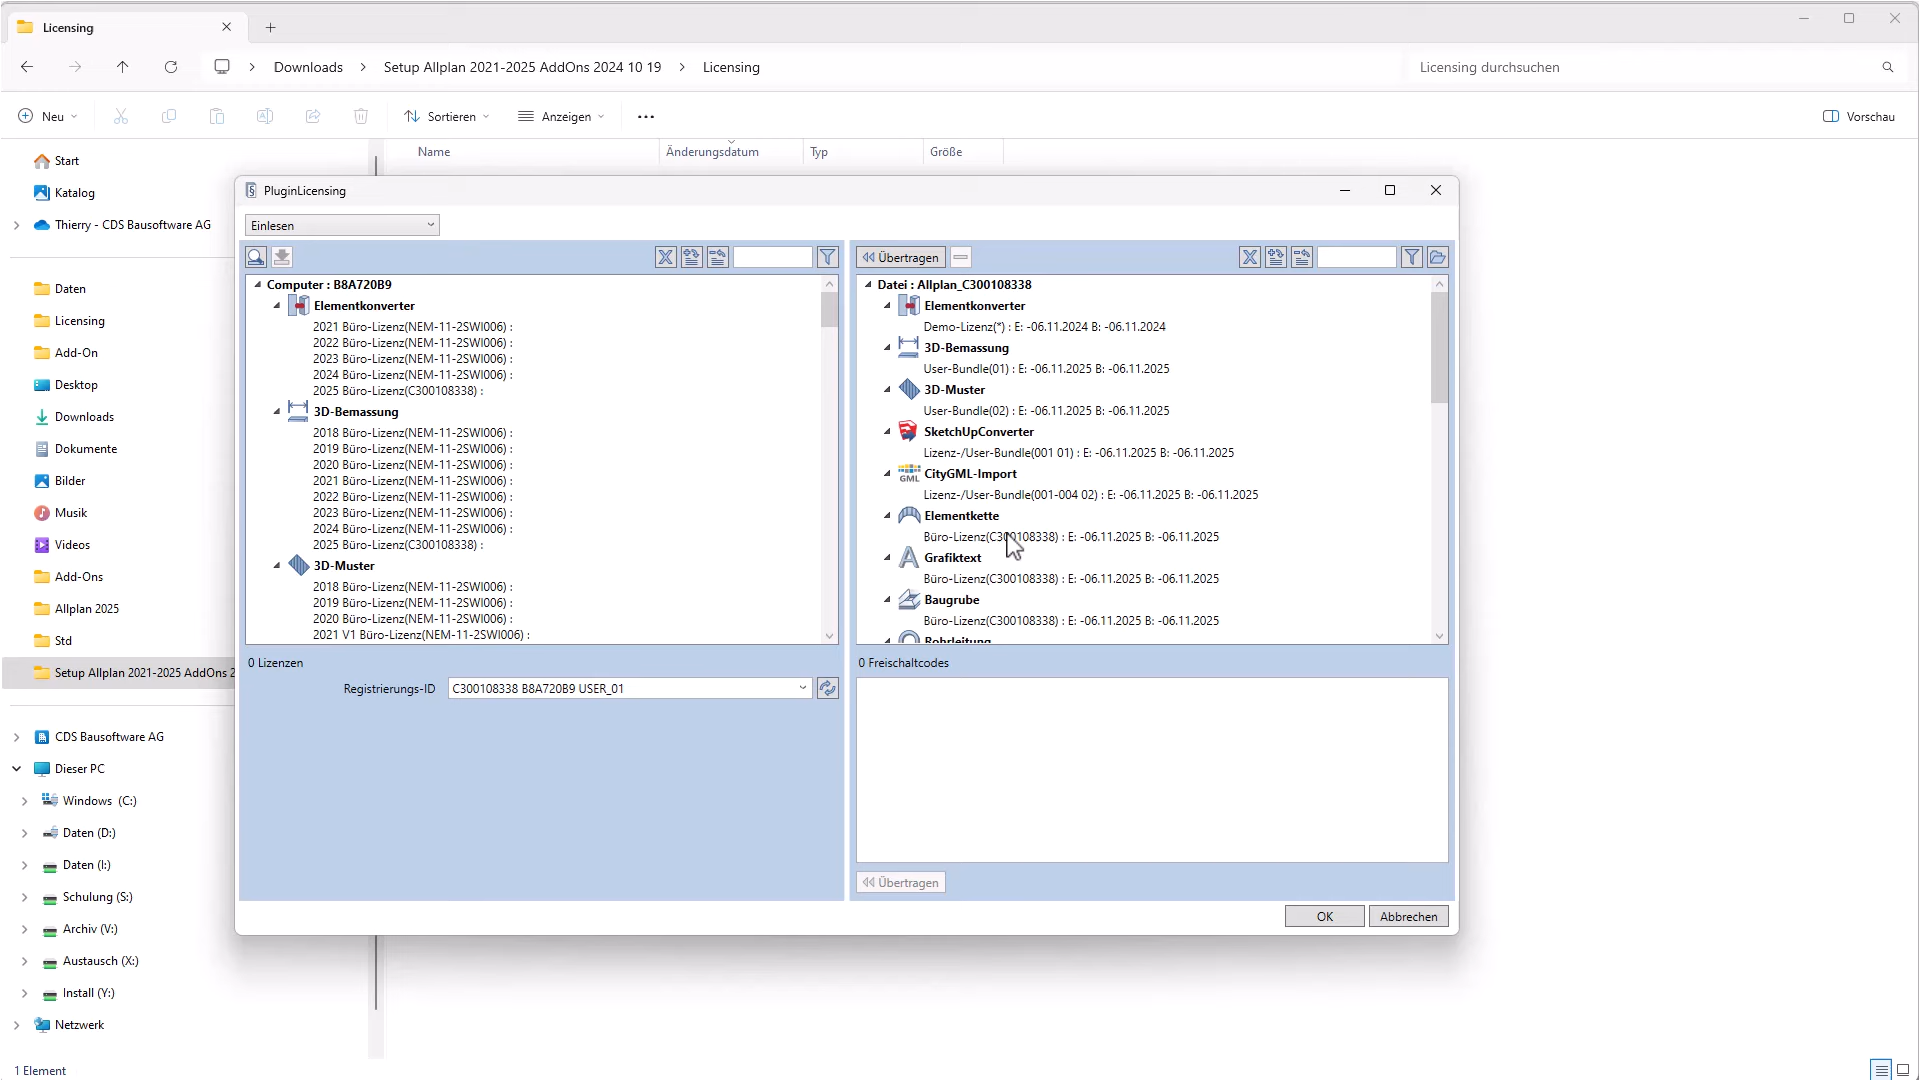 Licensing
Downloads
Setup Allplan 2021-2025 AddOns 2024 10 19
Licensing
Licensing durchsuchen
Neu
Sortieren
Anzeigen
Vorschau
Name
Änderungsdatum
Typ
Größe
Start
Katalog
Thierry - CDS Bausoftware AG
Daten
Licensing
Add-On
Desktop
Downloads
Dokumente
Bilder
Musik
Videos
Add-Ons
Allplan 2025
Std
Setup Allplan 2021-2025 AddOns 2
CDS Bausoftware AG
Dieser PC
Windows (C:)
Daten (D:)
Daten (I:)
Schulung (S:)
Archiv (V:)
Austausch (X:)
Install (Y:)
Netzwerk
1 Element
PluginLicensing
Einlesen
Computer : B8A720B9
Elementkonverter
2021 Büro-Lizenz(NEM-11-2SWI006) :
2022 Büro-Lizenz(NEM-11-2SWI006) :
2023 Büro-Lizenz(NEM-11-2SWI006) :
2024 Büro-Lizenz(NEM-11-2SWI006) :
2025 Büro-Lizenz(C300108338) :
3D-Bemassung
2018 Büro-Lizenz(NEM-11-2SWI006) :
2019 Büro-Lizenz(NEM-11-2SWI006) :
2020 Büro-Lizenz(NEM-11-2SWI006) :
2021 Büro-Lizenz(NEM-11-2SWI006) :
2022 Büro-Lizenz(NEM-11-2SWI006) :
2023 Büro-Lizenz(NEM-11-2SWI006) :
2024 Büro-Lizenz(NEM-11-2SWI006) :
2025 Büro-Lizenz(C300108338) :
3D-Muster
2018 Büro-Lizenz(NEM-11-2SWI006) :
2019 Büro-Lizenz(NEM-11-2SWI006) :
2020 Büro-Lizenz(NEM-11-2SWI006) :
2021 V1 Büro-Lizenz(NEM-11-2SWI006) :
0 Lizenzen
Registrierungs-ID
C300108338 B8A720B9 USER_01
Übertragen
Datei : Allplan_C300108338
Elementkonverter
Demo-Lizenz(*) : E: -06.11.2024 B: -06.11.2024
3D-Bemassung
User-Bundle(01) : E: -06.11.2025 B: -06.11.2025
3D-Muster
User-Bundle(02) : E: -06.11.2025 B: -06.11.2025
SketchUpConverter
Lizenz-/User-Bundle(001 01) : E: -06.11.2025 B: -06.11.2025
GML CityGML-Import
Lizenz-/User-Bundle(001-004 02) : E: -06.11.2025 B: -06.11.2025
Elementkette
Büro-Lizenz(C300108338) : E: -06.11.2025 B: -06.11.2025
Grafiktext
Büro-Lizenz(C300108338) : E: -06.11.2025 B: -06.11.2025
Baugrube
Büro-Lizenz(C300108338) : E: -06.11.2025 B: -06.11.2025
Rohrleitung
0 Freischaltcodes
Übertragen
OK
Abbrechen